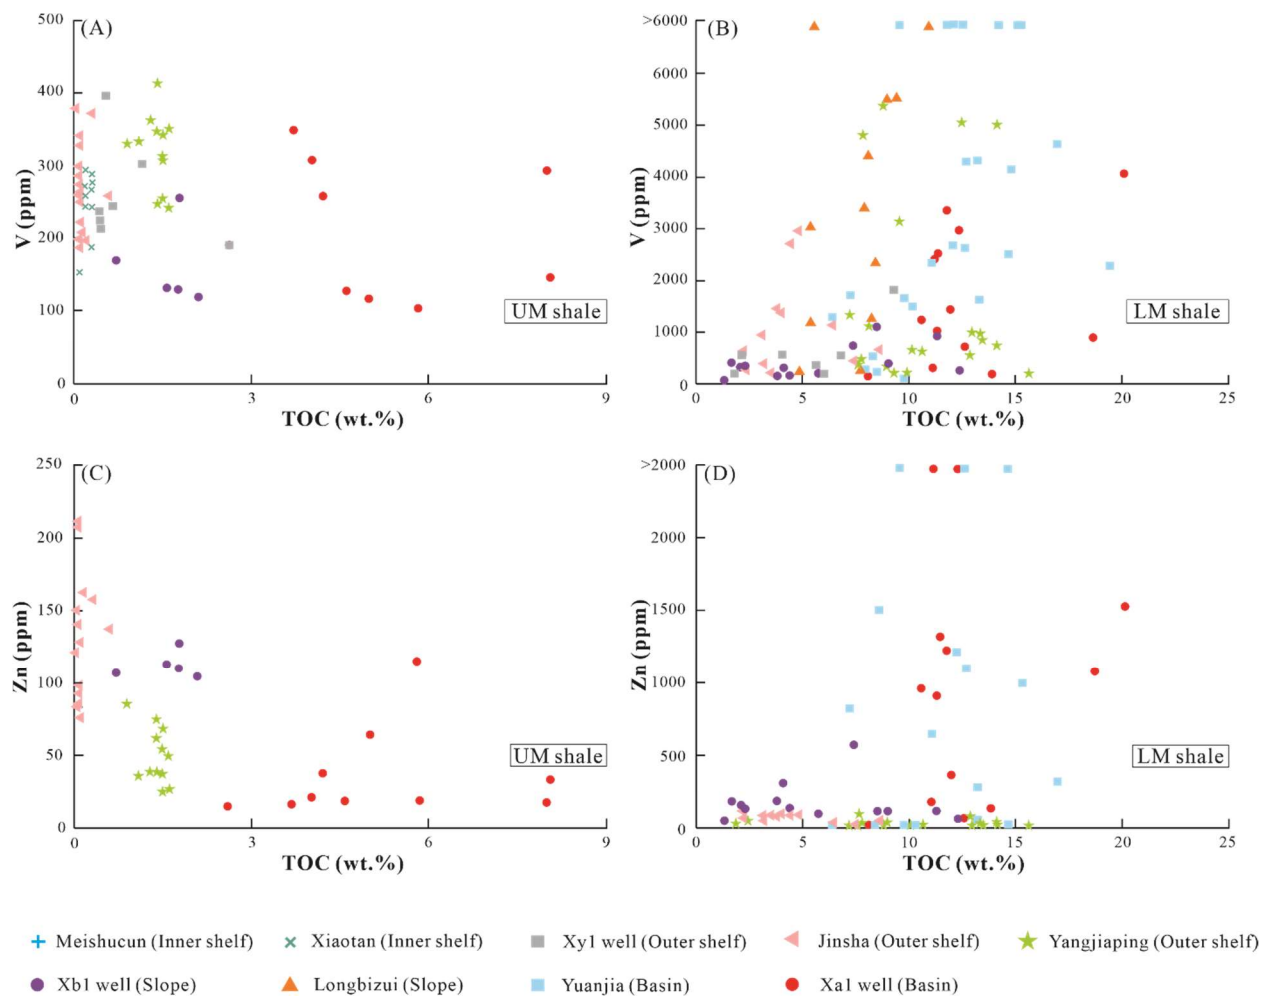 (A)
500
400
300
200
100
0
V (ppm)
0 3 6 9
TOC (wt.%)
UM shale
(B)
>6000
6000
5000
4000
3000
2000
1000
0
V (ppm)
0 5 10 15 20 25
TOC (wt.%)
LM shale
(C)
250
200
150
100
50
0
Zn (ppm)
0 3 6 9
TOC (wt.%)
UM shale
(D)
>2000
2000
1500
1000
500
0
Zn (ppm)
0 5 10 15 20 25
TOC (wt.%)
LM shale
Meishucun (Inner shelf) Xiaotan (Inner shelf) Xy1 well (Outer shelf) Jinsha (Outer shelf) Yangjiaping (Outer shelf)
Xb1 well (Slope) Longbizui (Slope) Yuanjia (Basin) Xa1 well (Basin)